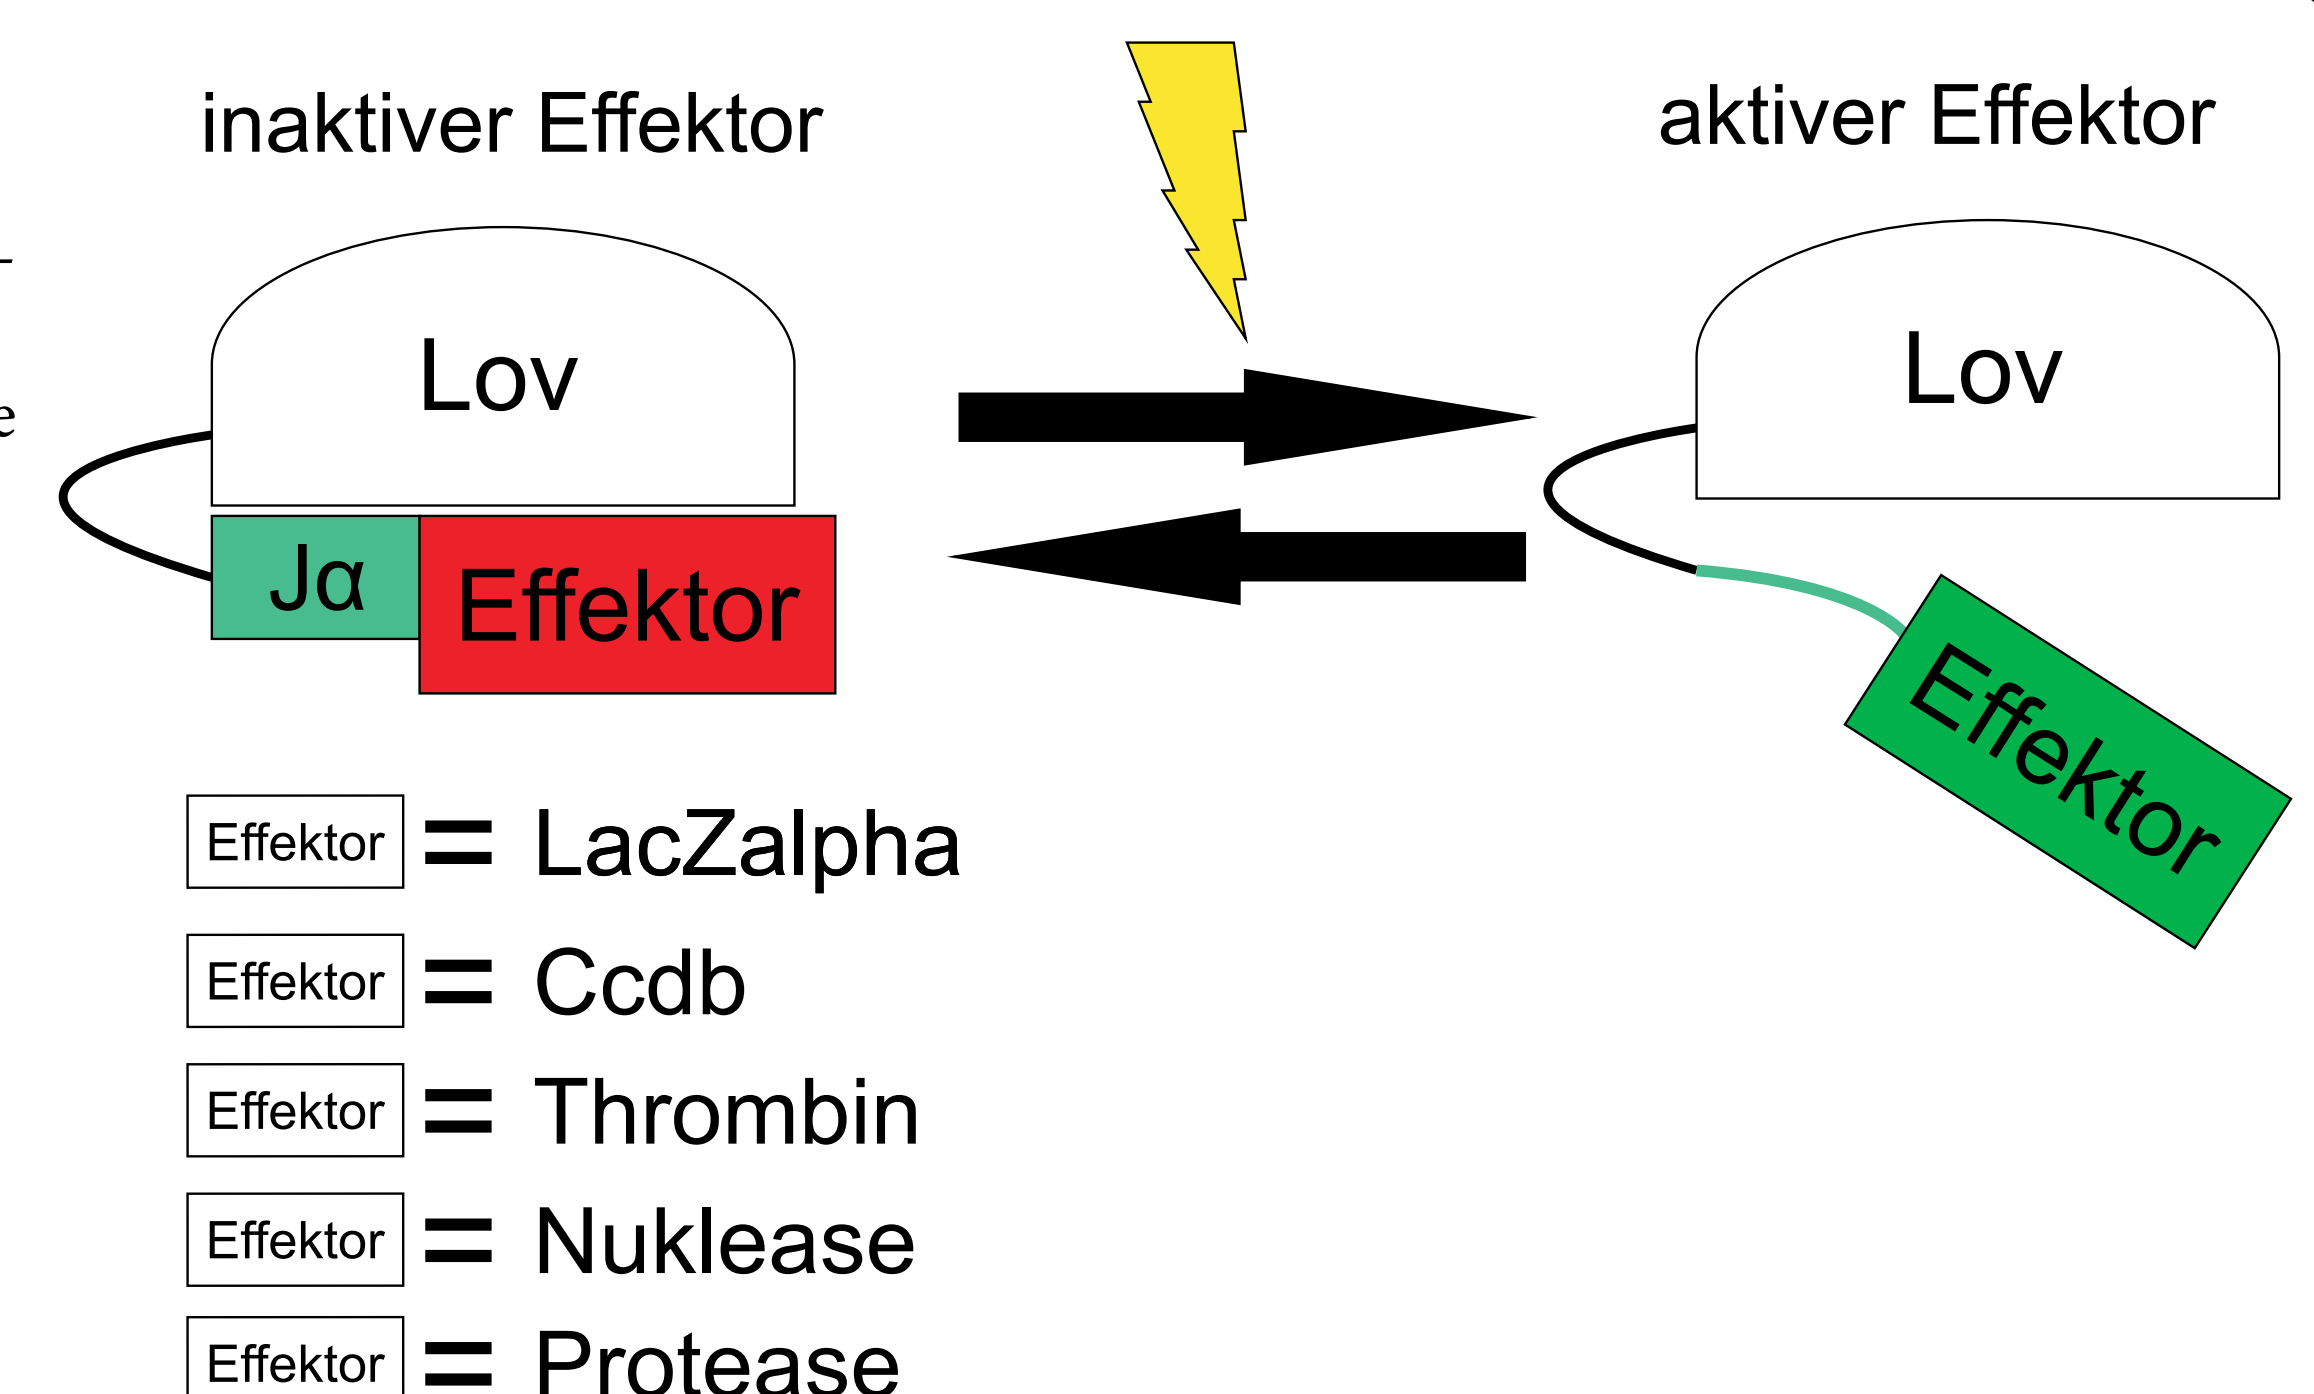 inaktiver Effektor
aktiver Effektor
-
e
Lov
Lov
Jα
Effektor
Effektor
Effektor = LacZalpha
Effektor = Ccdb
Effektor = Thrombin
Effektor = Nuklease
Effektor = Protease